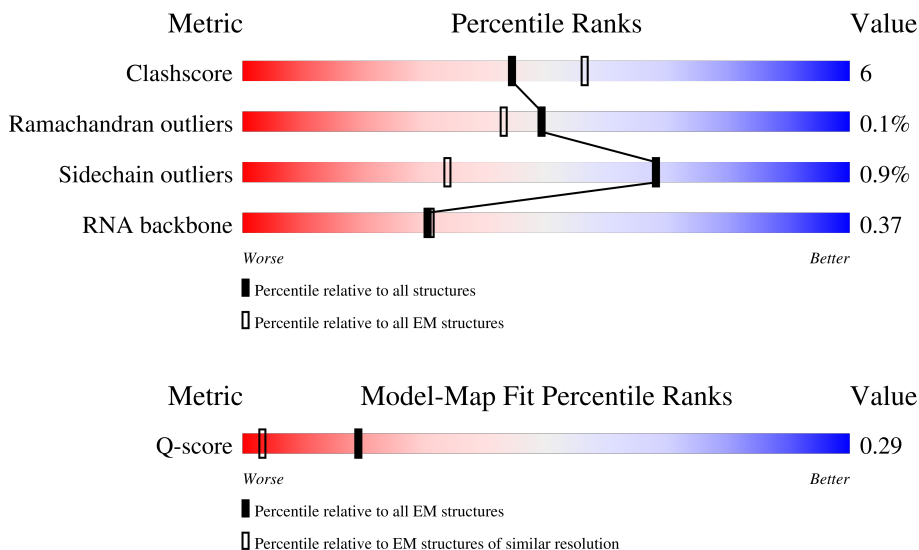 Metric Percentile Ranks Value
Clashscore 6
Ramachandran outliers 0.1%
Sidechain outliers 0.9%
RNA backbone 0.37
Worse Better
Percentile relative to all structures
Percentile relative to all EM structures
Metric Model-Map Fit Percentile Ranks Value
Q-score 0.29
Worse Better
Percentile relative to all EM structures
Percentile relative to EM structures of similar resolution